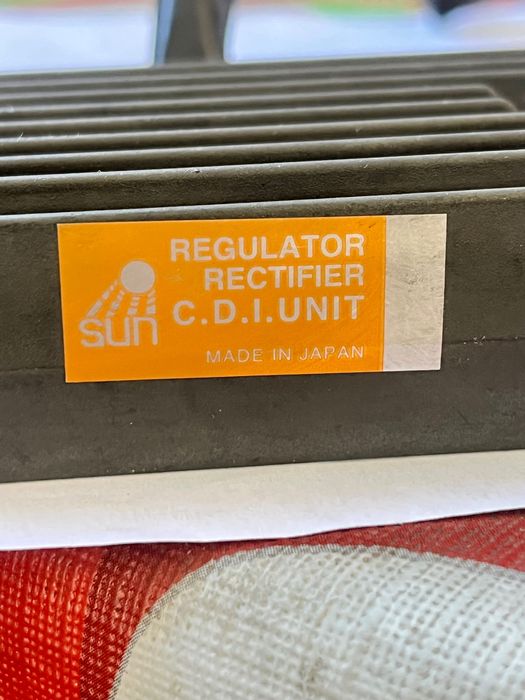 REGULATOR
RECTIFIER
C.D.I.UNIT
sun
MADE IN JAPAN